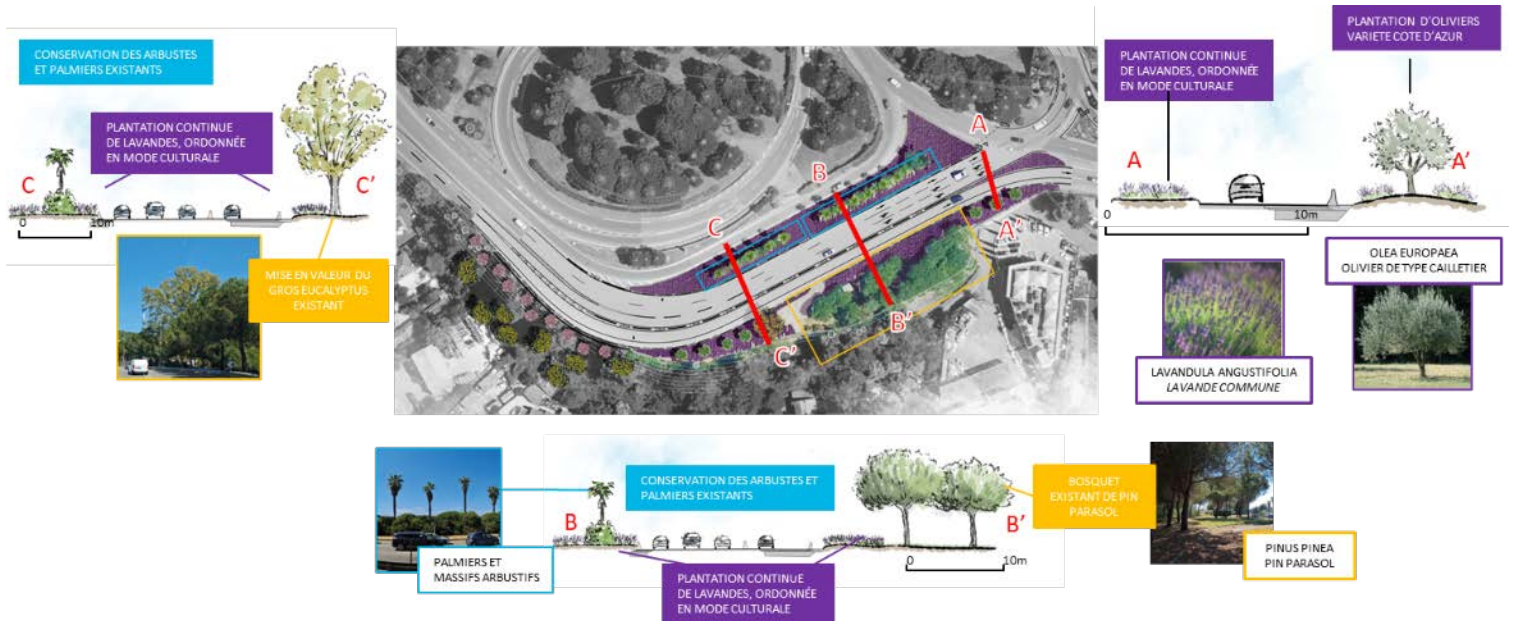 CONSERVATION DES ARBUSTES
ET PALMIERS EXISTANTS
PLANTATION CONTINUE
DE LAVANDES, ORDONNÉE
EN MODE CULTURALE
C
C'
0
10m
MISE EN VALEUR DU
GROS EUCALYPTUS
EXISTANT
A
B
C
A'
B'
C'
PLANTATION D'OLIVIERS
VARIETE COTE D'AZUR
PLANTATION CONTINUE
DE LAVANDES, ORDONNÉE
EN MODE CULTURALE
A
A'
0
10m
OLEA EUROPAEA
OLIVIER DE TYPE CAILLETIER
LAVANDULA ANGUSTIFOLIA
LAVANDE COMMUNE
CONSERVATION DES ARBUSTES ET
PALMIERS EXISTANTS
BOSQUET
EXISTANT DE PIN
PARASOL
B
B'
0
10m
PALMIERS ET
MASSIFS ARBUSTIFS
PLANTATION CONTINUE
DE LAVANDES, ORDONNÉE
EN MODE CULTURALE
PINUS PINEA
PIN PARASOL